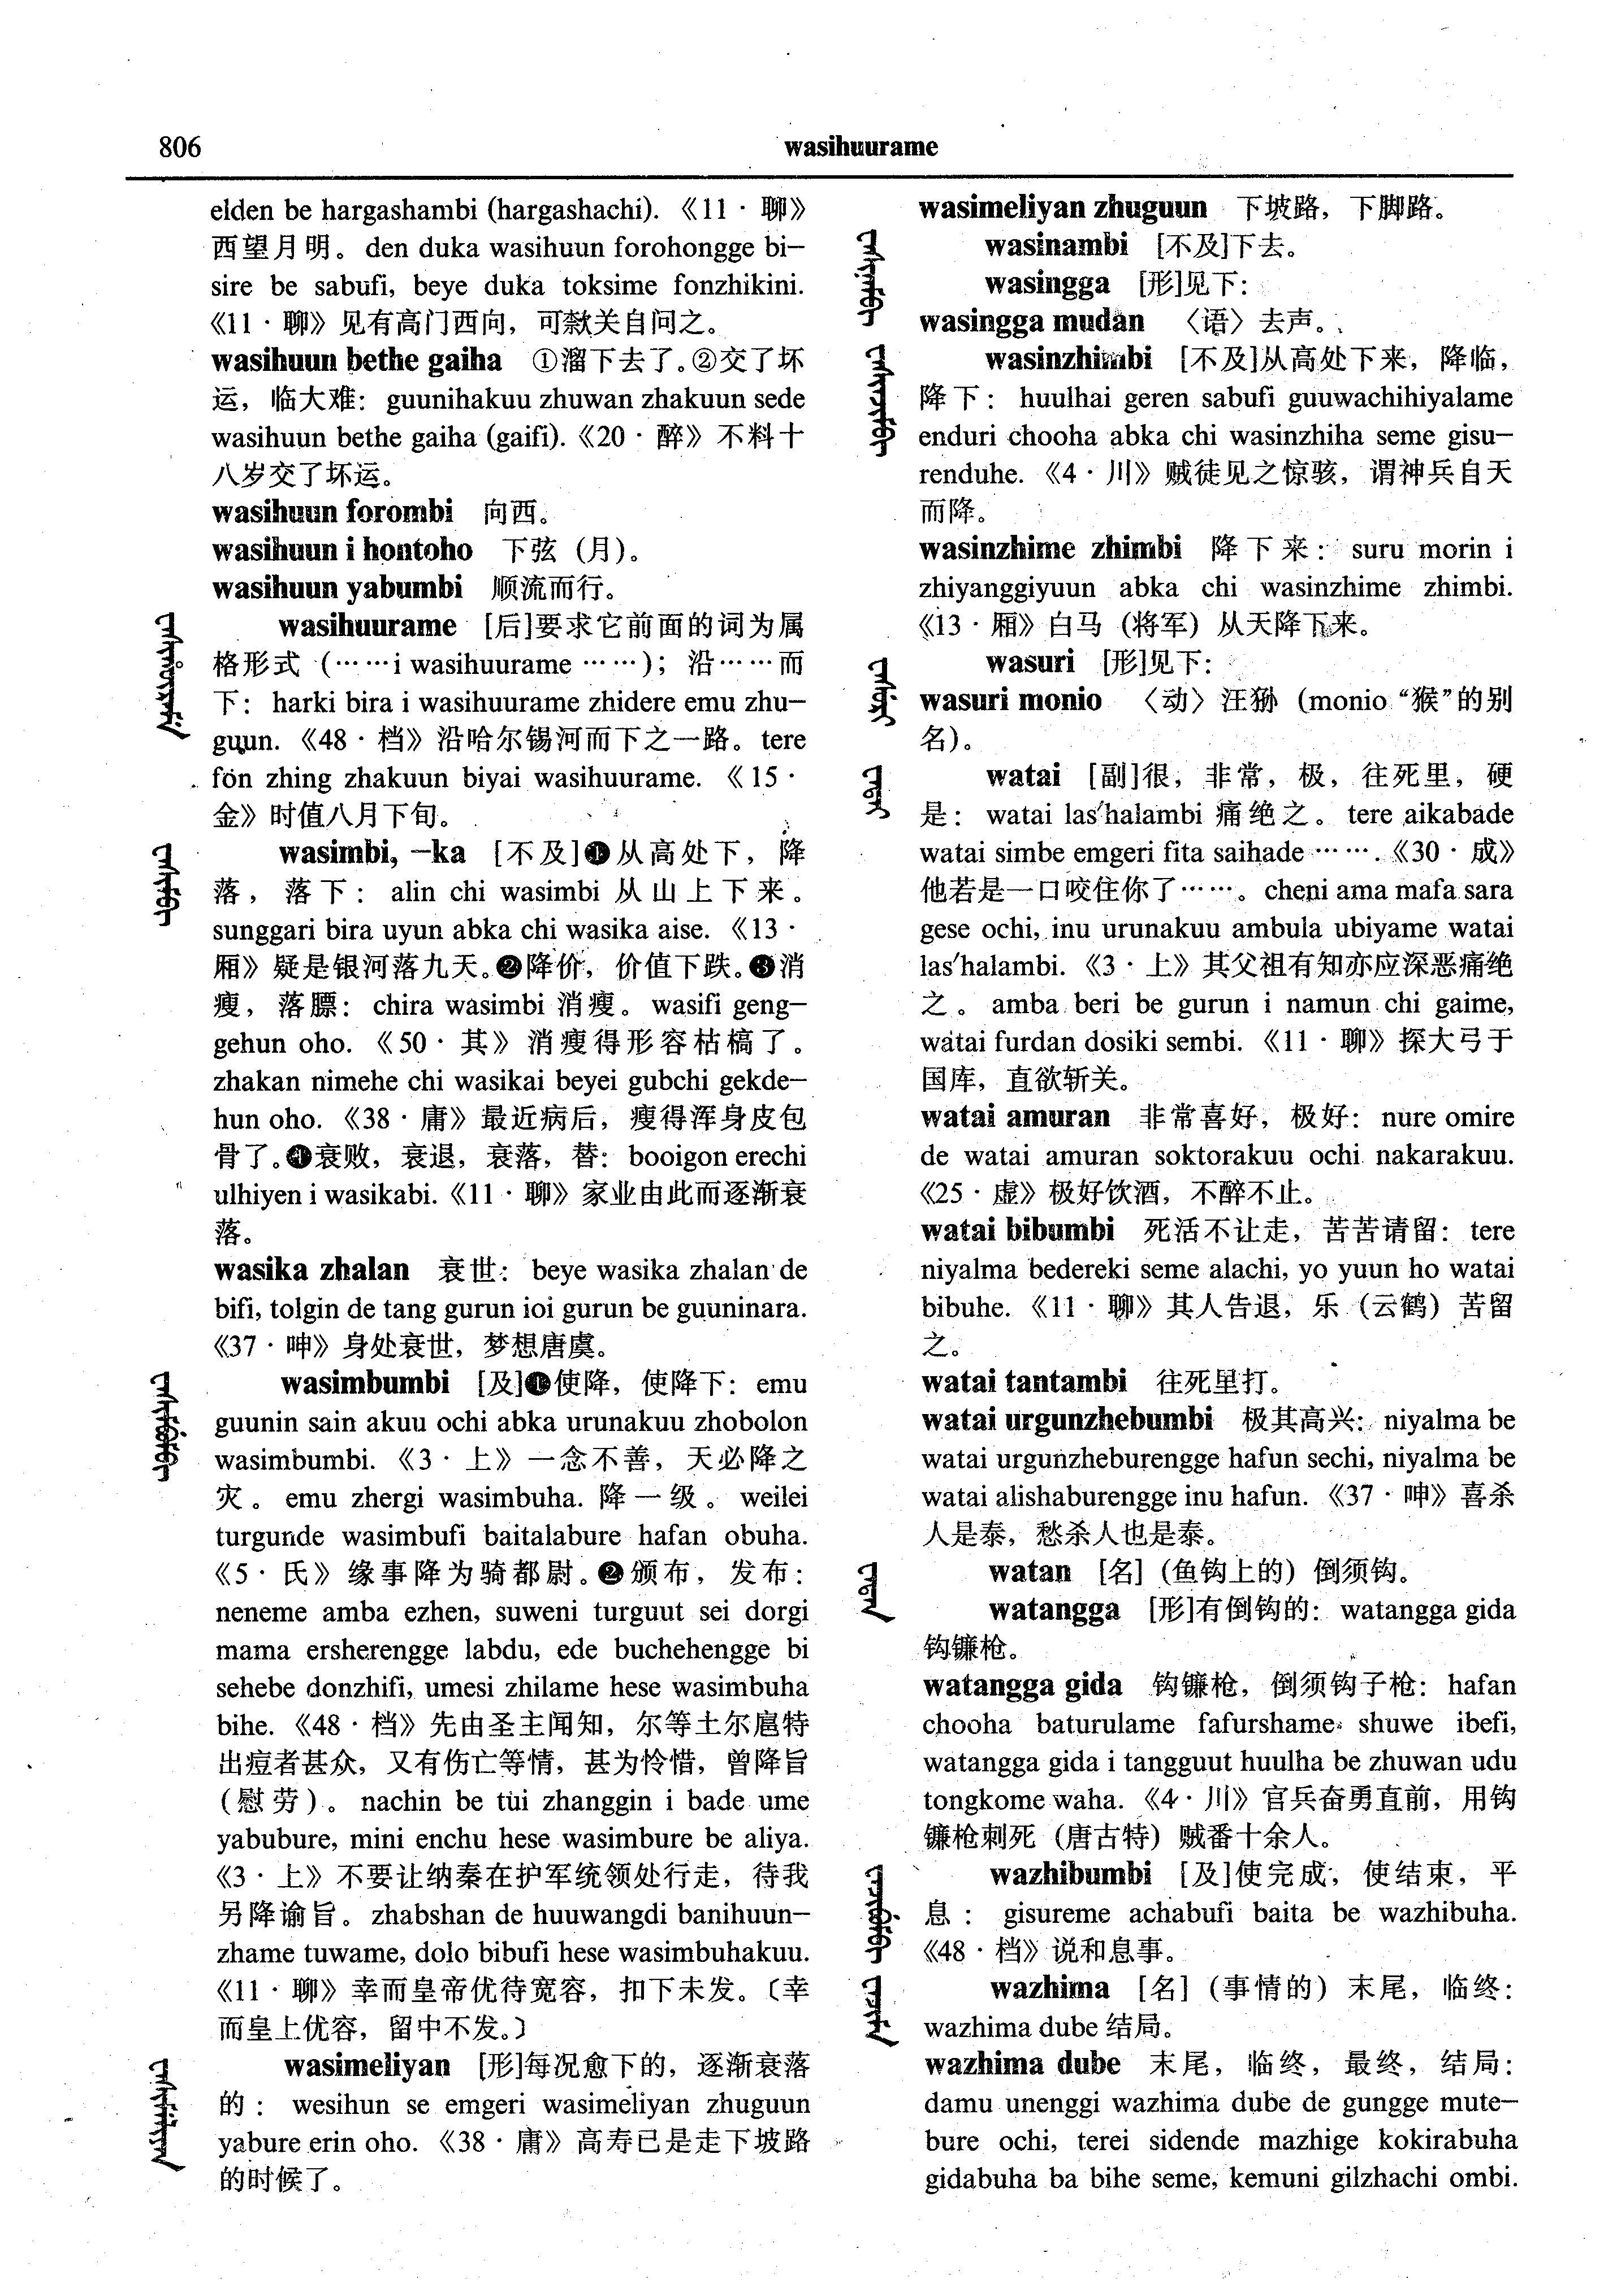 806
wasihuurame
elden be hargashambi (hargashachi). 《11 · 聊》
西望月明。den duka wasihuun forohongge bi—
sire be sabufi, beye duka toksime fonzhikini.
《11 · 聊》见有高门西向，可欻关自问之。
wasihuun bethe gaiha ①溜下去了。②交了坏
运，临大难：guunihakuu zhuwan zhakuun sede
wasihuun bethe gaiha (gaifi).《20 · 醉》不料十
八岁交了坏运。
wasihuun forombi 向西。
wasihuun i hontoho 下弦（月）。
wasihuun yabumbi 顺流而行。
wasihuurame [后]要求它前面的词为属
格形式（……i wasihuurame ……）；沿……而
下：harki bira i wasihuurame zhidere emu zhu—
guun.《48 · 档》沿哈尔锡河而下之一路。tere
fon zhing zhakuun biyai wasihuurame.《15 ·
金》时值八月下旬。
wasimbi, —ka [不及]❶从高处下，降
落，落下：alin chi wasimbi 从山上下来。
sunggari bira uyun abka chi wasika aise.《13 ·
厢》疑是银河落九天。❷降价，价值下跌。❸消
瘦，落膘：chira wasimbi 消瘦。wasifi geng—
gehun oho.《50 · 其》消瘦得形容枯槁了。
zhakan nimehe chi wasikai beyei gubchi gekde—
hun oho.《38 · 庸》最近病后，瘦得浑身皮包
骨了。❹衰败，衰退，衰落，替：booigon erechi
ulhiyen i wasikabi.《11 · 聊》家业由此而逐渐衰
落。
wasika zhalan 衰世：beye wasika zhalan de
bifi, tolgin de tang gurun ioi gurun be guuninara.
《37 · 呻》身处衰世，梦想唐虞。
wasimbumbi [及]❶使降，使降下：emu
guunin sain akuu ochi abka urunakuu zhobolon
wasimbumbi.《3 · 上》一念不善，天必降之
灾。emu zhergi wasimbuha. 降一级。weilei
turgunde wasimbufi baitalabure hafan obuha.
《5 · 氏》缘事降为骑都尉。❷颁布，发布：
neneme amba ezhen, suweni turguut sei dorgi
mama ersherengge labdu, ede buchehengge bi
sehebe donzhifi, umesi zhilame hese wasimbuha
bihe.《48 · 档》先由圣主闻知，尔等土尔扈特
出痘者甚众，又有伤亡等情，甚为怜惜，曾降旨
（慰劳）。nachin be tui zhanggin i bade ume
yabubure, mini enchu hese wasimbure be aliya.
《3 · 上》不要让纳秦在护军统领处行走，待我
另降谕旨。zhabshan de huuwangdi banihuun—
zhame tuwame, dolo bibufi hese wasimbuhakuu.
《11 · 聊》幸而皇帝优待宽容，扣下未发。〔幸
而皇上优容，留中不发。〕
wasimeliyan [形]每况愈下的，逐渐衰落
的：wesihun se emgeri wasimeliyan zhuguun
yabure erin oho.《38 · 庸》高寿已是走下坡路
的时候了。
wasimeliyan zhuguun 下坡路，下脚路。
wasinambi [不及]下去。
wasingga [形]见下：
wasingga mudan 〈语〉去声。
wasinzhimbi [不及]从高处下来，降临，
降下：huulhai geren sabufi guuwachihiyalame
enduri chooha abka chi wasinzhiha seme gisu—
renduhe.《4 · 川》贼徒见之惊骇，谓神兵自天
而降。
wasinzhime zhimbi 降下来：suru morin i
zhiyanggiyuun abka chi wasinzhime zhimbi.
《13 · 厢》白马（将军）从天降下来。
wasuri [形]见下：
wasuri monio 〈动〉汪狲（monio “猴”的别
名）。
watai [副]很，非常，极，往死里，硬
是：watai las′halambi 痛绝之。tere aikabade
watai simbe emgeri fita saihade …….《30 · 成》
他若是一口咬住你了……。cheni ama mafa sara
gese ochi, inu urunakuu ambula ubiyame watai
las′halambi.《3 · 上》其父祖有知亦应深恶痛绝
之。amba beri be gurun i namun chi gaime,
watai furdan dosiki sembi.《11 · 聊》探大弓于
国库，直欲斩关。
watai amuran 非常喜好，极好：nure omire
de watai amuran soktorakuu ochi nakarakuu.
《25 · 虚》极好饮酒，不醉不止。
watai bibumbi 死活不让走，苦苦请留：tere
niyalma bedereki seme alachi, yo yuun ho watai
bibuhe.《11 · 聊》其人告退，乐（云鹤）苦留
之。
watai tantambi 往死里打。
watai urgunzhebumbi 极其高兴：niyalma be
watai urgunzheburengge hafun sechi, niyalma be
watai alishaburengge inu hafun.《37 · 呻》喜杀
人是泰，愁杀人也是泰。
watan [名]（鱼钩上的）倒须钩。
watangga [形]有倒钩的：watangga gida
钩镰枪。
watangga gida 钩镰枪，倒须钩子枪：hafan
chooha baturulame fafurshame shuwe ibefi,
watangga gida i tangguut huulha be zhuwan udu
tongkome waha.《4 · 川》官兵奋勇直前，用钩
镰枪刺死（唐古特）贼番十余人。
wazhibumbi [及]使完成，使结束，平
息：gisureme achabufi baita be wazhibuha.
《48 · 档》说和息事。
wazhima [名]（事情的）末尾，临终：
wazhima dube 结局。
wazhima dube 末尾，临终，最终，结局：
damu unenggi wazhima dube de gungge mute—
bure ochi, terei sidende mazhige kokirabuha
gidabuha ba bihe seme, kemuni gilzhachi ombi.